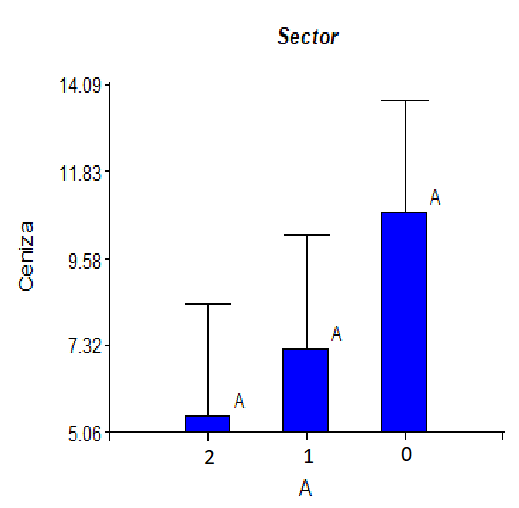 Sector
14.09
11.83
9.58
7.32
5.06
Ceniza
A
A
A
2
1
0
A